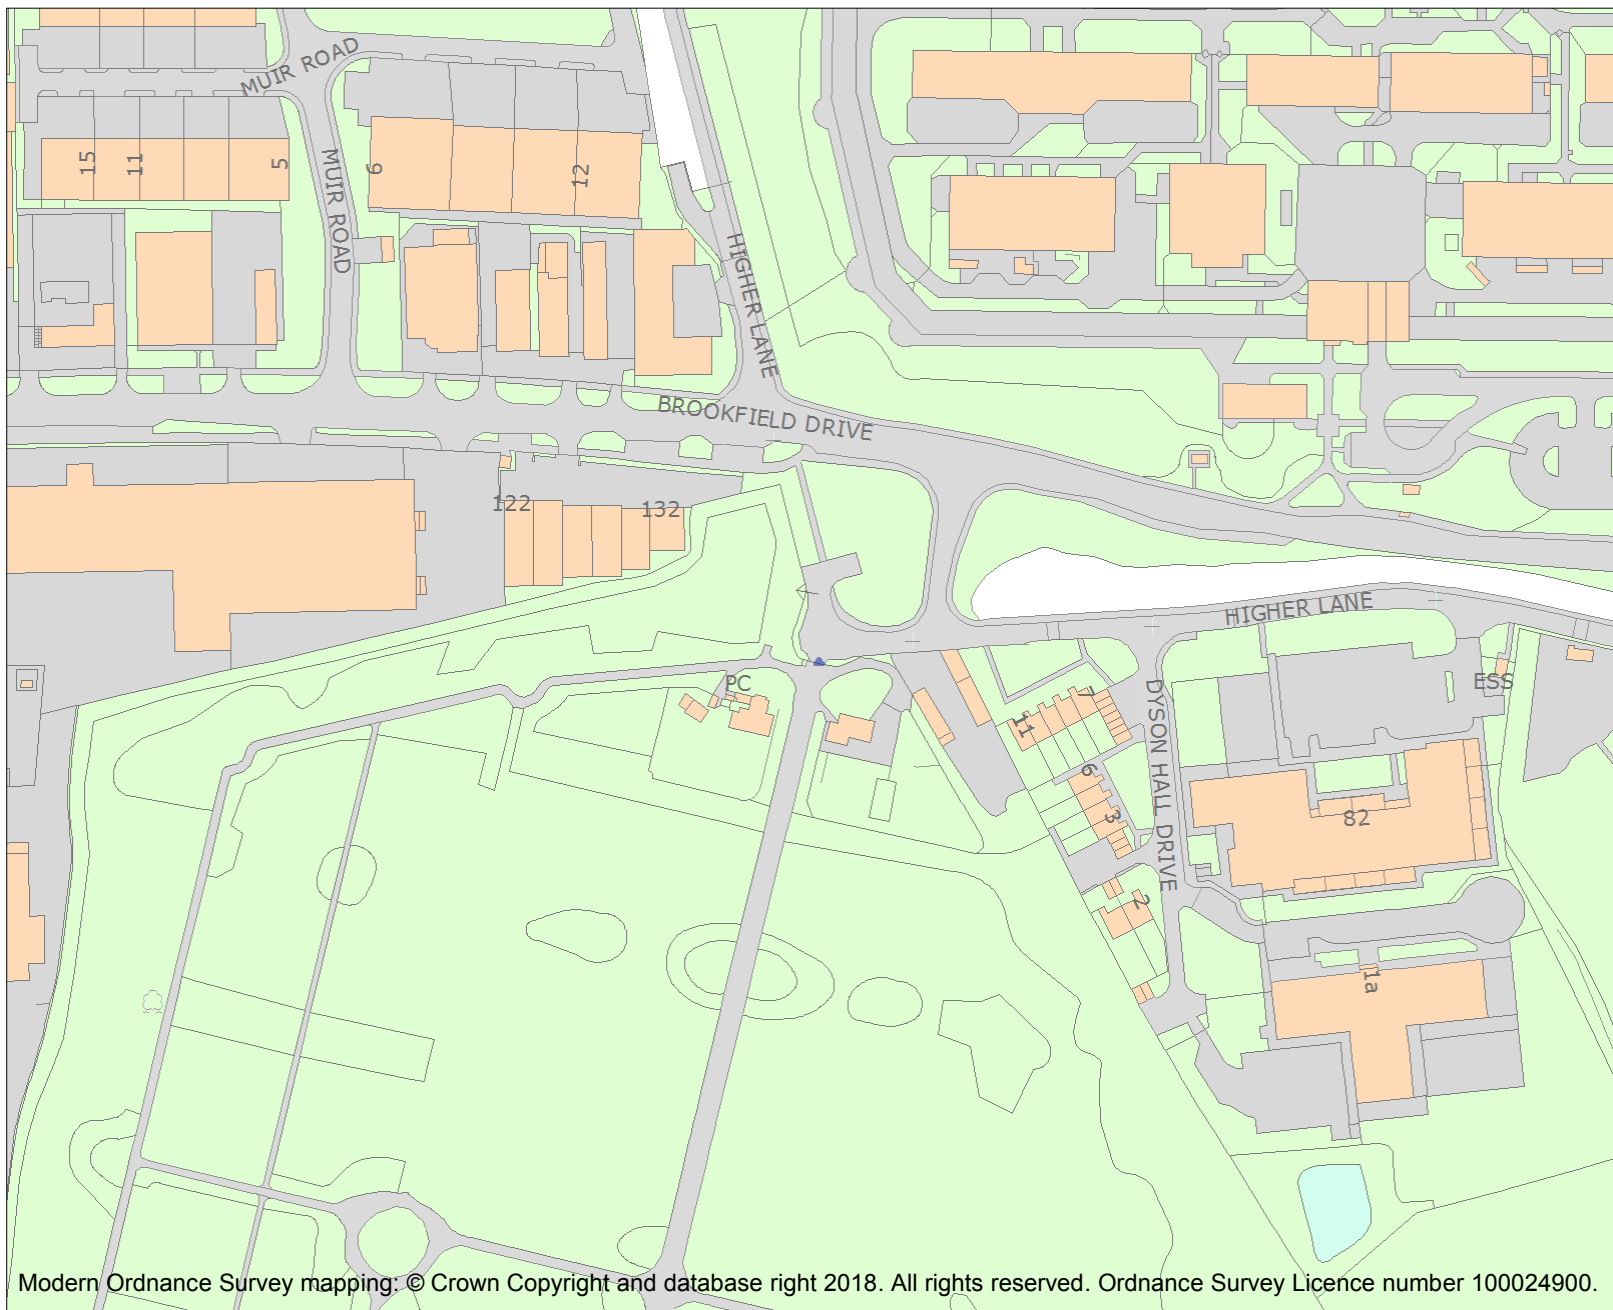 MUIR ROAD
15
11
5
MUIR ROAD
6
12
HIGHER LANE
BROOKFIELD DRIVE
122
132
HIGHER LANE
PC
11
7
DYSON HALL DRIVE
ESS
6
3
82
2
1a
Modern Ordnance Survey mapping: © Crown Copyright and database right 2018. All rights reserved. Ordnance Survey Licence number 100024900.